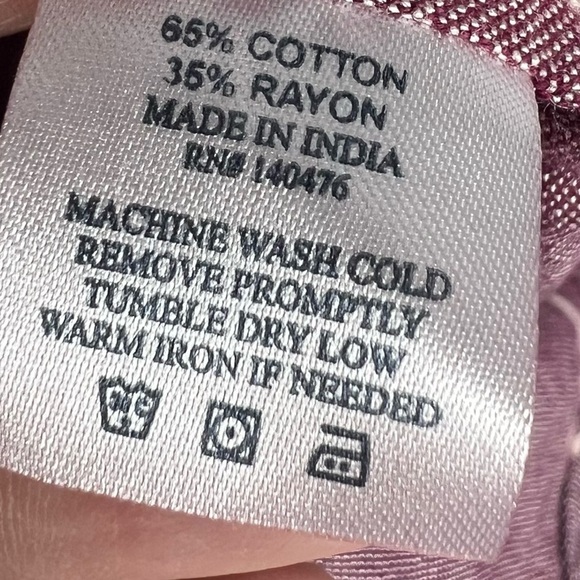 65% COTTON
35% RAYON
MADE IN INDIA
RN# 140476
MACHINE WASH COLD
REMOVE PROMPTLY
TUMBLE DRY LOW
WARM IRON IF NEEDED